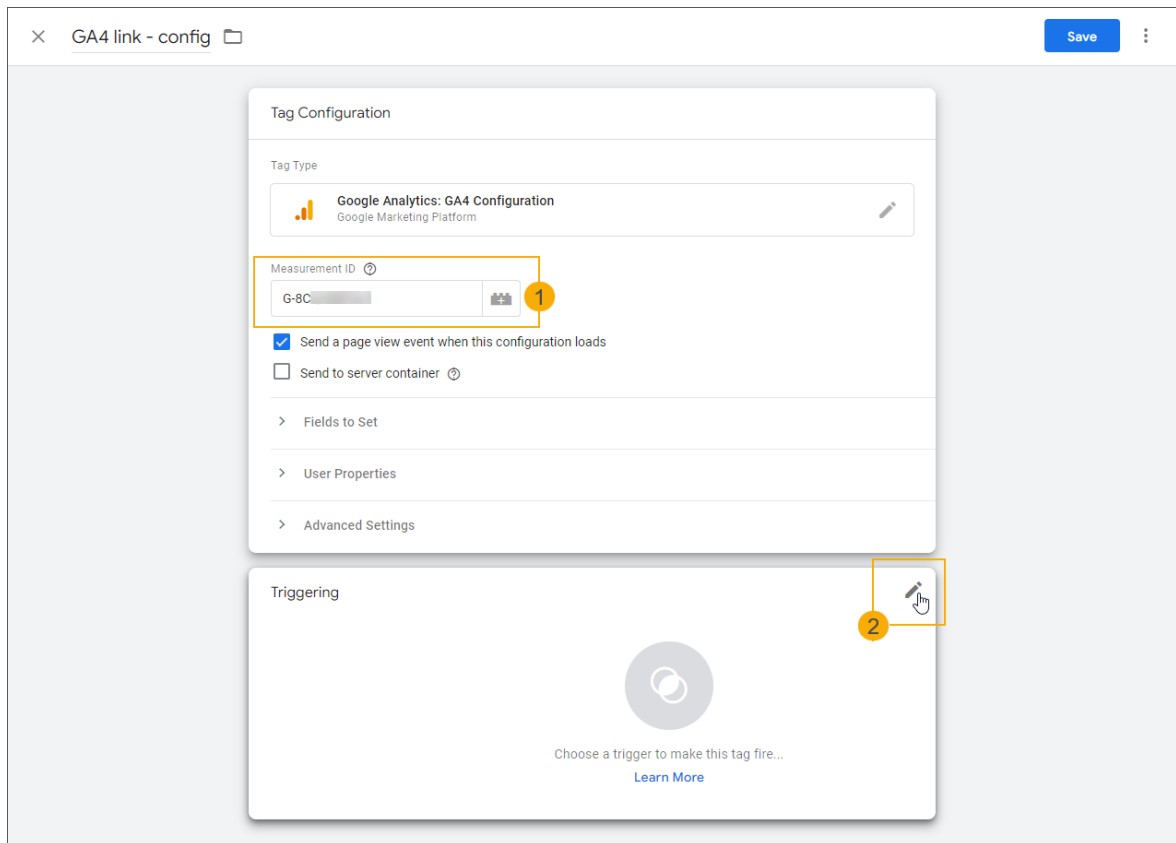 GA4 link - config
Save
Tag Configuration
Tag Type
Google Analytics: GA4 Configuration
Google Marketing Platform
Measurement ID
G-8C
1
Send a page view event when this configuration loads
Send to server container
Fields to Set
User Properties
Advanced Settings
Triggering
2
Choose a trigger to make this tag fire...
Learn More